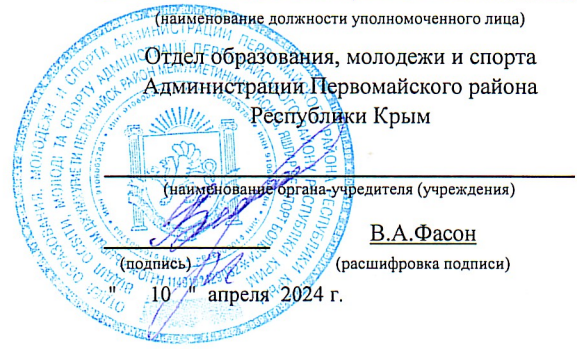 (наименование должности уполномоченного лица)
Отдел образования, молодежи и спорта
Администрации Первомайского района
Республики Крым
(наименование органа-учредителя (учреждения)
В.А.Фасон
(подпись) (расшифровка подписи)
" 10 " апреля 2024 г.